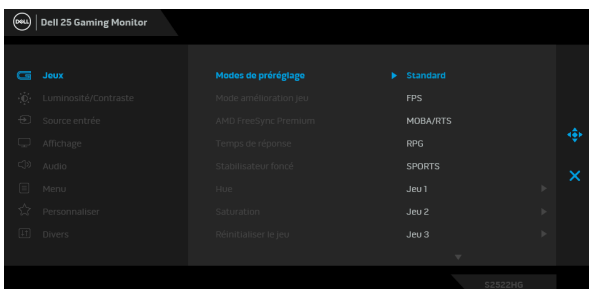 DELL Dell 25 Gaming Monitor
Jeux Modes de préréglage Standard
Luminosité/Contraste Mode amélioration jeu FPS
Source entrée AMD FreeSync Premium MOBA/RTS
Affichage Temps de réponse RPG
Audio Stabilisateur foncé SPORTS
Menu Hue Jeu 1
Personnaliser Saturation Jeu 2
Divers Réinitialiser le jeu Jeu 3
S2522HG